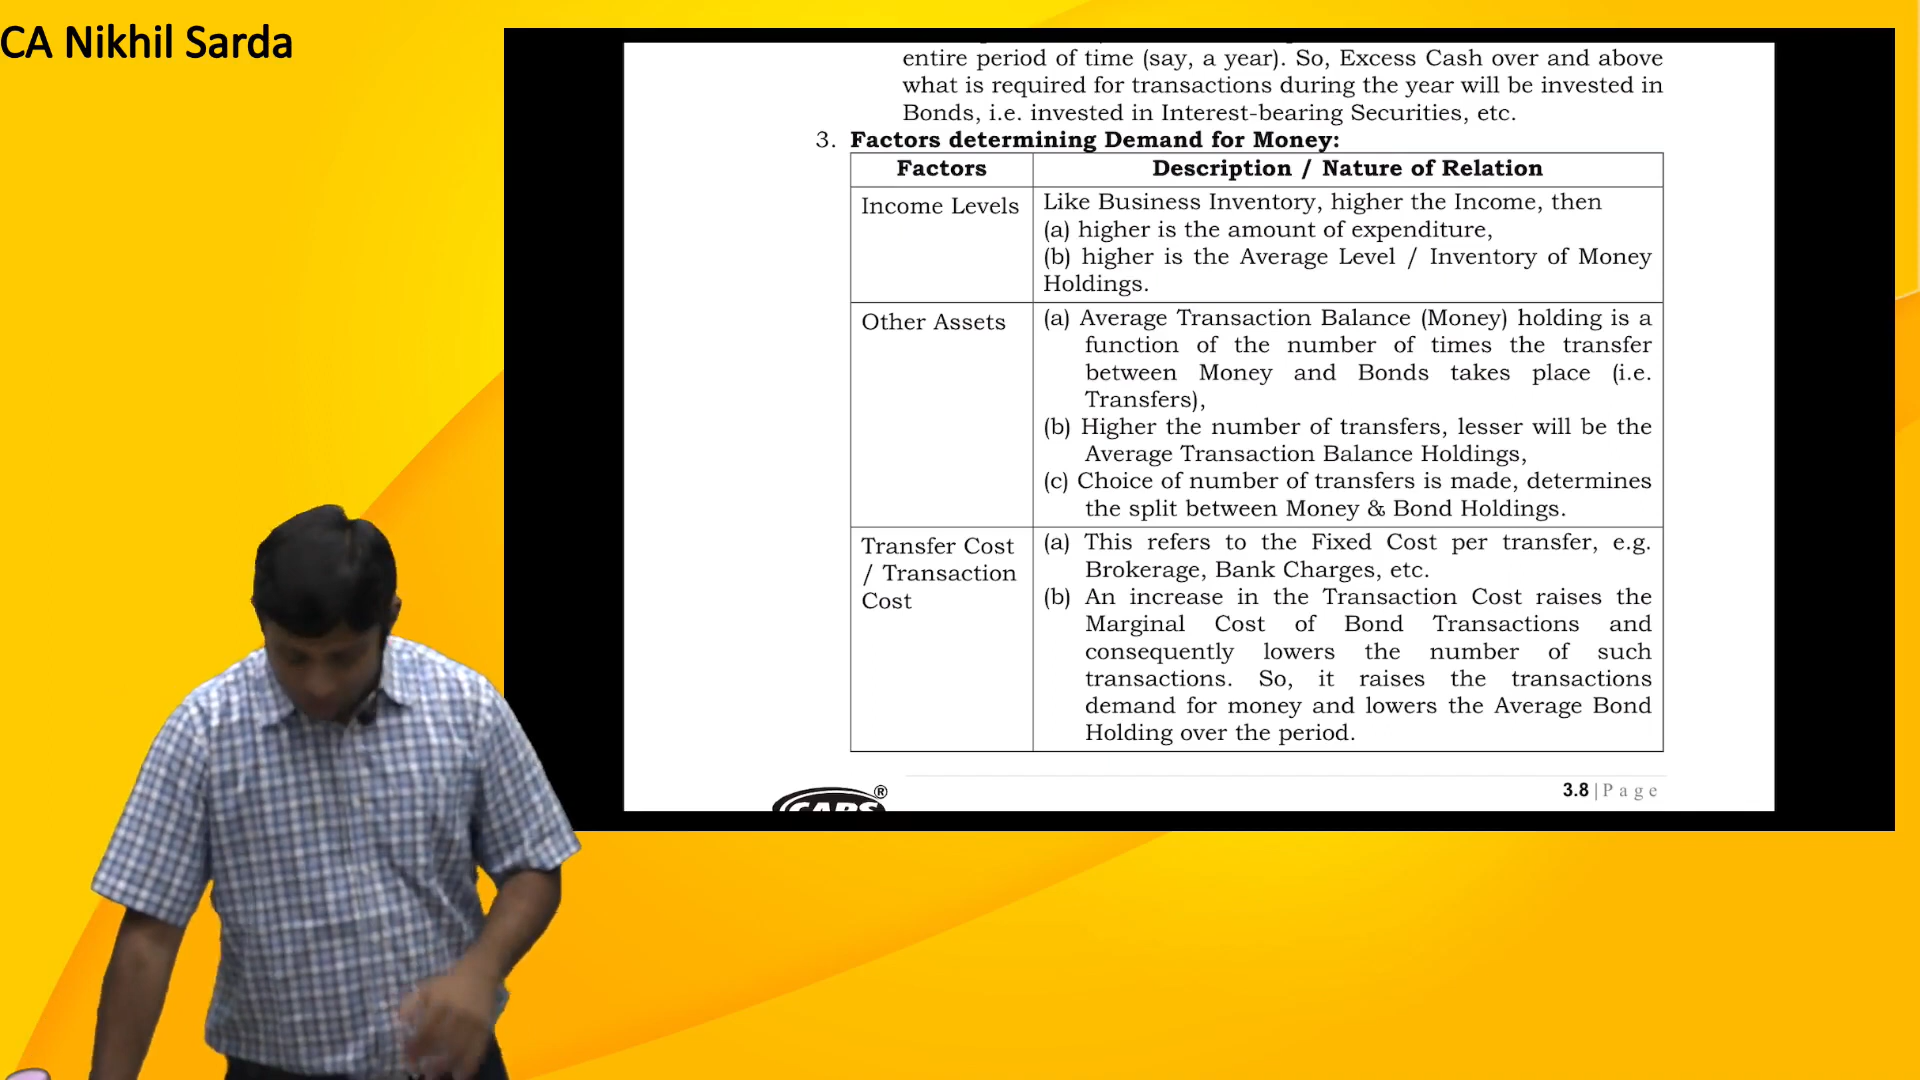 CA Nikhil Sarda
entire period of time (say, a year). So, Excess Cash over and above
what is required for transactions during the year will be invested in
Bonds, i.e. invested in Interest-bearing Securities, etc.
3. Factors determining Demand for Money:
Factors
Description / Nature of Relation
Income Levels
Like Business Inventory, higher the Income, then
(a) higher is the amount of expenditure,
(b) higher is the Average Level / Inventory of Money
Holdings.
Other Assets
(a) Average Transaction Balance (Money) holding is a
function of the number of times the transfer
between Money and Bonds takes place (i.e.
Transfers),
(b) Higher the number of transfers, lesser will be the
Average Transaction Balance Holdings,
(c) Choice of number of transfers is made, determines
the split between Money & Bond Holdings.
Transfer Cost
/ Transaction
Cost
(a) This refers to the Fixed Cost per transfer, e.g.
Brokerage, Bank Charges, etc.
(b) An increase in the Transaction Cost raises the
Marginal Cost of Bond Transactions and
consequently lowers the number of such
transactions. So, it raises the transactions
demand for money and lowers the Average Bond
Holding over the period.
®
3.8 | Page